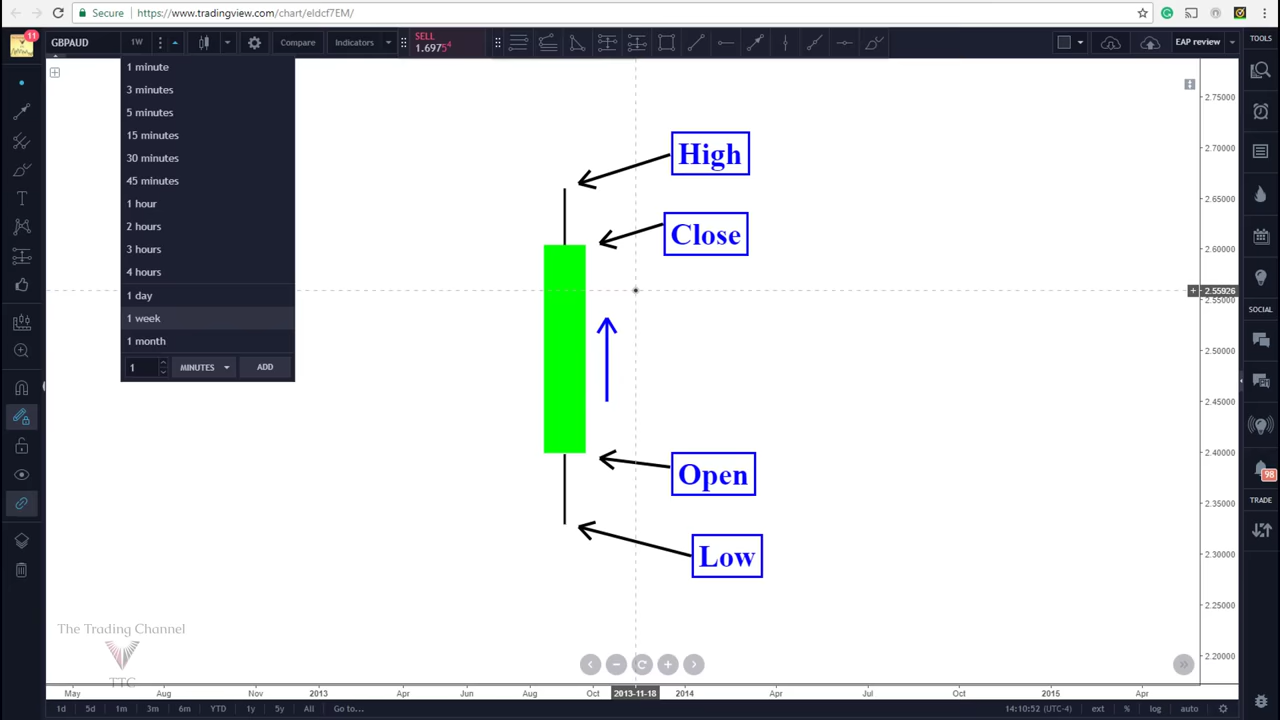 Secure
https://www.tradingview.com/chart/eldcf7EM/
11
GBPAUD
1W
Compare
Indicators
SELL
1.6975⁴
EAP review
TOOLS
1 minute
3 minutes
5 minutes
15 minutes
30 minutes
45 minutes
1 hour
2 hours
3 hours
4 hours
1 day
1 week
1 month
1
MINUTES
ADD
High
Close
Open
Low
2.75000
2.70000
2.65000
2.60000
2.55926
2.55000
2.50000
2.45000
2.40000
2.35000
2.30000
2.25000
2.20000
SOCIAL
98
TRADE
The Trading Channel
TTC
May
Aug
Nov
2013
Apr
Jun
Aug
Oct
2013-11-18
2014
Apr
Jul
Oct
2015
Apr
1d
5d
1m
3m
6m
YTD
1y
5y
All
Go to...
14:10:52 (UTC-4)
ext
%
log
auto